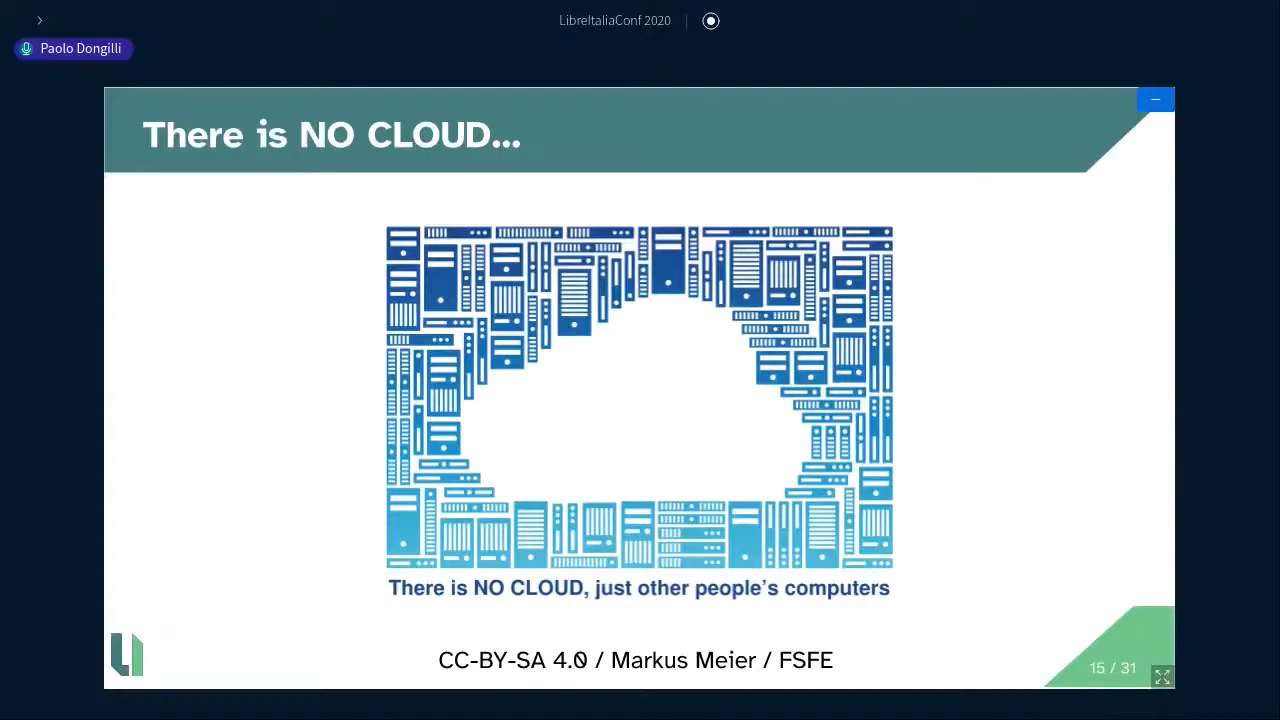 LibreItaliaConf 2020
Paolo Dongilli
There is NO CLOUD...
There is NO CLOUD, just other people's computers
CC-BY-SA 4.0 / Markus Meier / FSFE
15 / 31